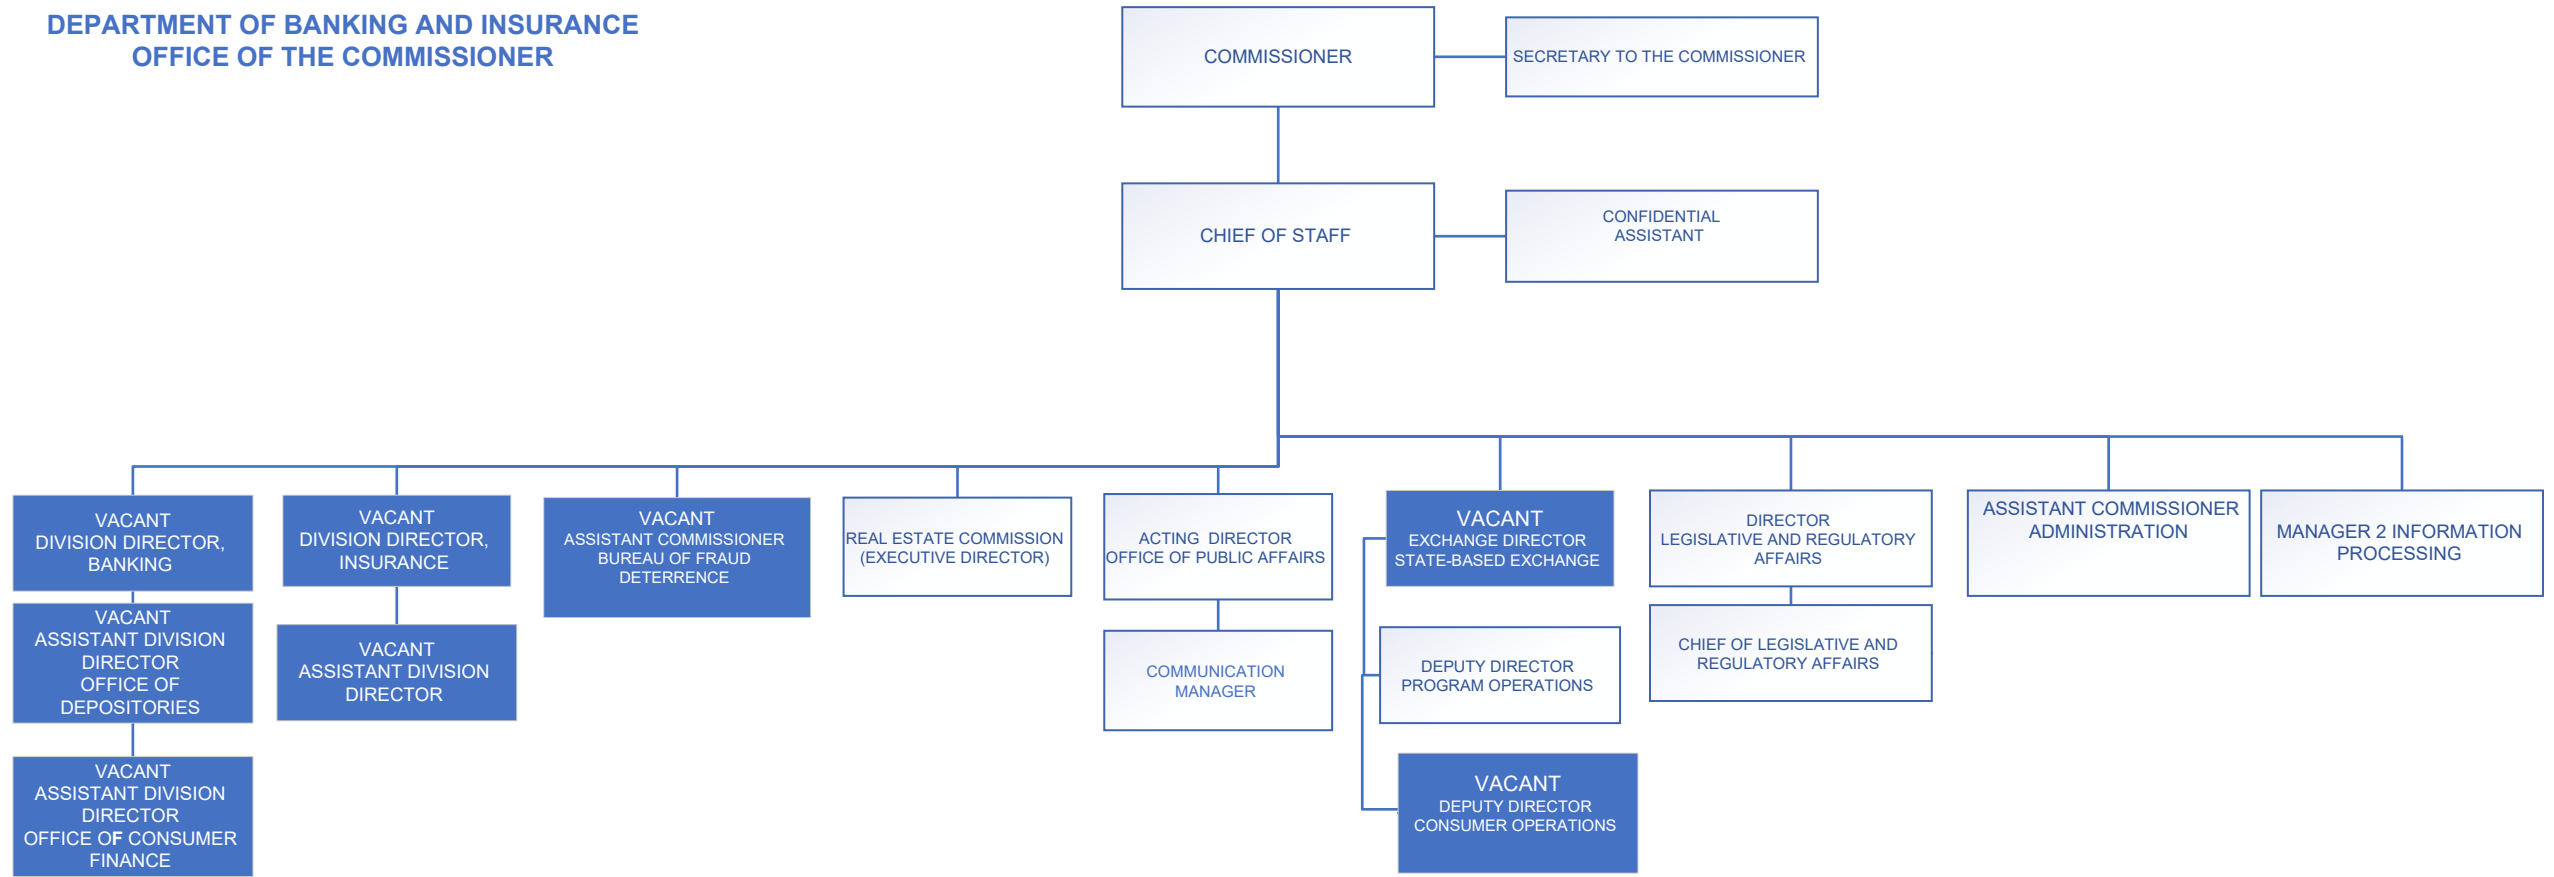 DEPARTMENT OF BANKING AND INSURANCE
OFFICE OF THE COMMISSIONER
COMMISSIONER
SECRETARY TO THE COMMISSIONER
CHIEF OF STAFF
CONFIDENTIAL
ASSISTANT
VACANT
DIVISION DIRECTOR,
BANKING
VACANT
ASSISTANT DIVISION
DIRECTOR
OFFICE OF
DEPOSITORIES
VACANT
ASSISTANT DIVISION
DIRECTOR
OFFICE OF CONSUMER
FINANCE
VACANT
DIVISION DIRECTOR,
INSURANCE
VACANT
ASSISTANT DIVISION
DIRECTOR
VACANT
ASSISTANT COMMISSIONER
BUREAU OF FRAUD
DETERRENCE
REAL ESTATE COMMISSION
(EXECUTIVE DIRECTOR)
ACTING DIRECTOR
OFFICE OF PUBLIC AFFAIRS
COMMUNICATION
MANAGER
VACANT
EXCHANGE DIRECTOR
STATE-BASED EXCHANGE
DEPUTY DIRECTOR
PROGRAM OPERATIONS
VACANT
DEPUTY DIRECTOR
CONSUMER OPERATIONS
DIRECTOR
LEGISLATIVE AND REGULATORY
AFFAIRS
CHIEF OF LEGISLATIVE AND
REGULATORY AFFAIRS
ASSISTANT COMMISSIONER
ADMINISTRATION
MANAGER 2 INFORMATION
PROCESSING